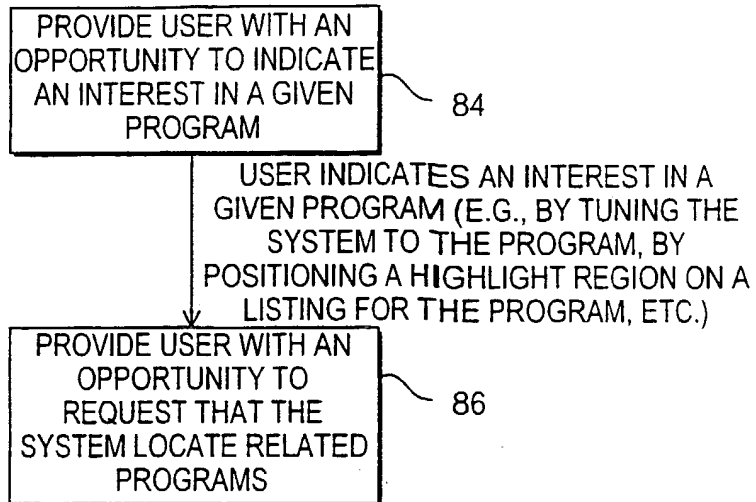 PROVIDE USER WITH AN
OPPORTUNITY TO INDICATE
AN INTEREST IN A GIVEN
PROGRAM
84
USER INDICATES AN INTEREST IN A
GIVEN PROGRAM (E.G., BY TUNING THE
SYSTEM TO THE PROGRAM, BY
POSITIONING A HIGHLIGHT REGION ON A
LISTING FOR THE PROGRAM, ETC.)
PROVIDE USER WITH AN
OPPORTUNITY TO
REQUEST THAT THE
SYSTEM LOCATE RELATED
PROGRAMS
86